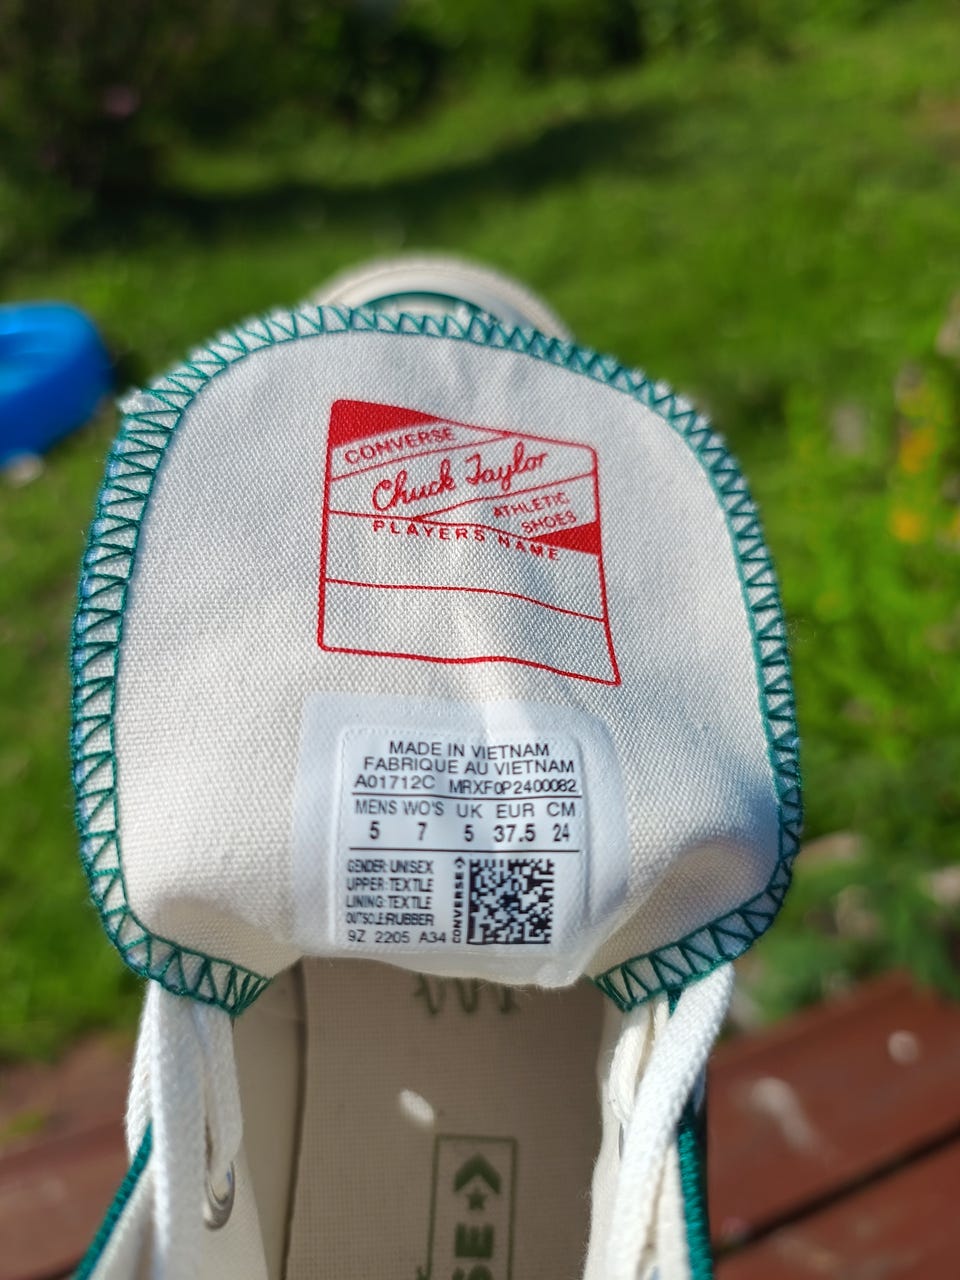 CONVERSE
Chuck Taylor
ATHLETIC
SHOES
PLAYERS NAME
MADE IN VIETNAM
FABRIQUE AU VIETNAM
A01712C MRXF0P2400082
MENS WO'S UK EUR CM
5 7 5 37.5 24
GENDER: UNISEX
UPPER: TEXTILE
LINING: TEXTILE
OUTSOLE:RUBBER
9Z 2205 A34
CONVERSE
SE